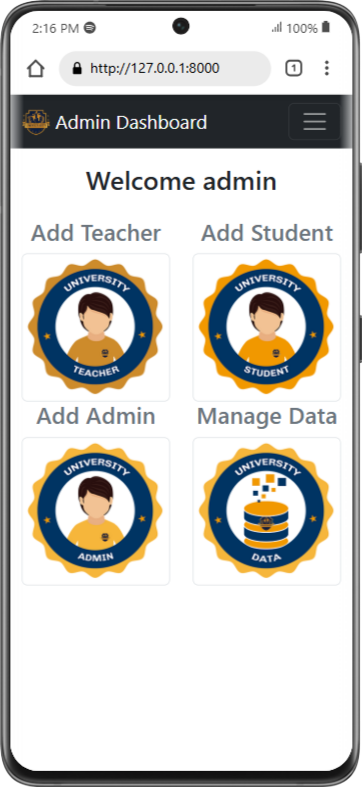 2:16 PM
100%
http://127.0.0.1:8000
1
Admin Dashboard
Welcome admin
Add Teacher
Add Student
UNIVERSITY
TEACHER
UNIVERSITY
STUDENT
Add Admin
Manage Data
UNIVERSITY
ADMIN
UNIVERSITY
DATA